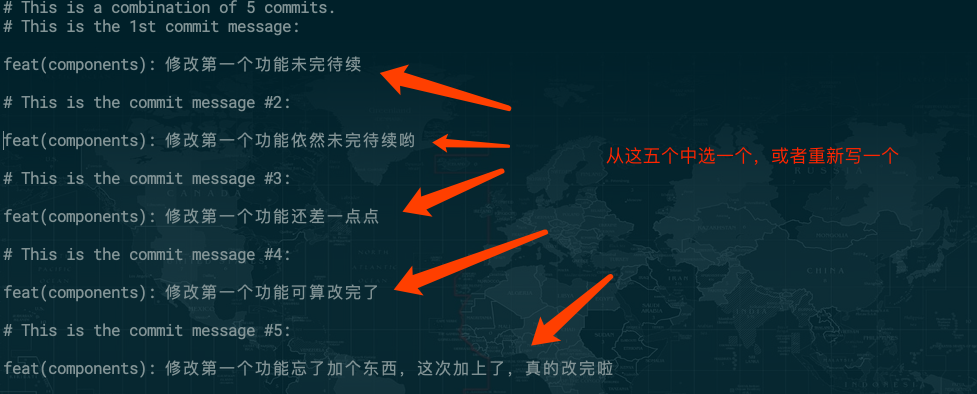 # This is a combination of 5 commits.
# This is the 1st commit message:
feat(components): 修改第一个功能未完待续
# This is the commit message #2:
feat(components): 修改第一个功能依然未完待续哟
从这五个中选一个，或者重新写一个
# This is the commit message #3:
feat(components): 修改第一个功能还差一点点
# This is the commit message #4:
feat(components): 修改第一个功能可算改完了
# This is the commit message #5:
feat(components): 修改第一个功能忘了加个东西，这次加上了，真的改完啦